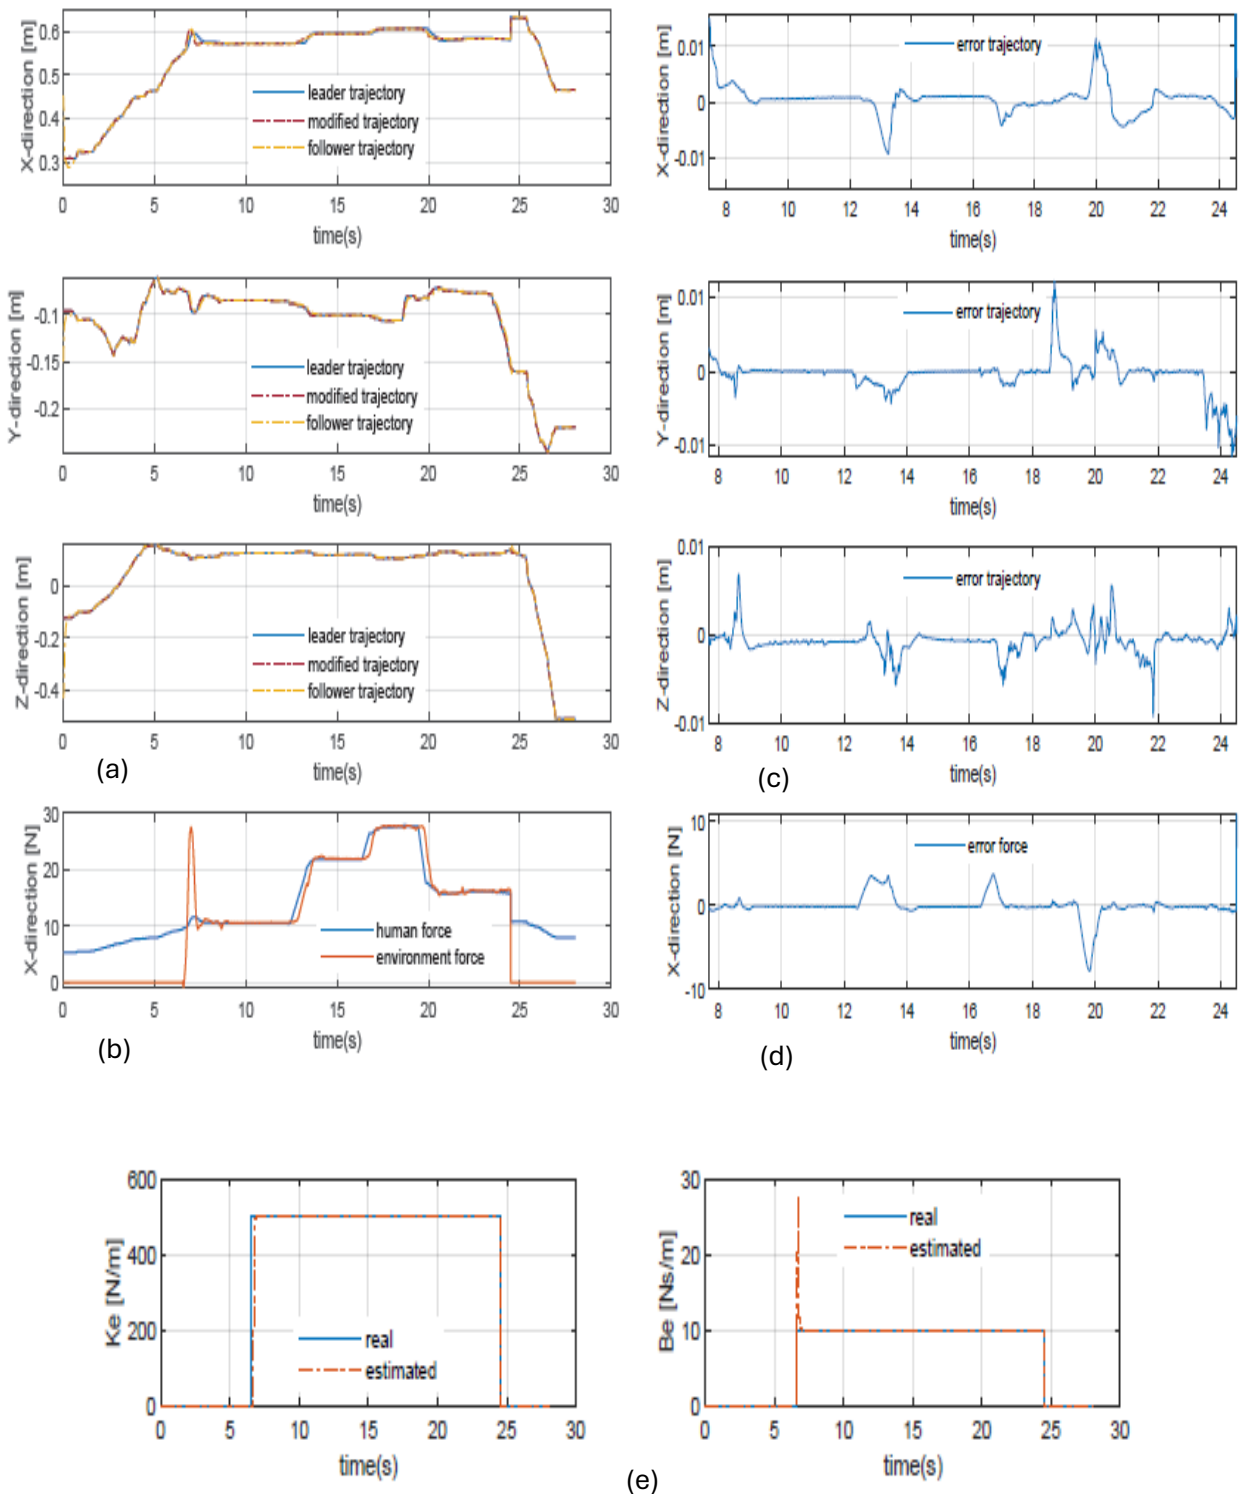 X-direction [m]
0.6
0.5
0.4
0.3
leader trajectory
modified trajectory
follower trajectory
0 5 10 15 20 25 30
time(s)
Y-direction [m]
-0.1
-0.15
-0.2
leader trajectory
modified trajectory
follower trajectory
0 5 10 15 20 25 30
time(s)
Z-direction [m]
0
-0.2
-0.4
leader trajectory
modified trajectory
follower trajectory
0 5 10 15 20 25 30
time(s)
(a)
X-direction [N]
30
20
10
0
human force
environment force
0 5 10 15 20 25 30
time(s)
(b)
X-direction [m]
0.01
0
-0.01
error trajectory
8 10 12 14 16 18 20 22 24
time(s)
Y-direction [m]
0.01
0
-0.01
error trajectory
8 10 12 14 16 18 20 22 24
time(s)
Z-direction [m]
0.01
0
-0.01
error trajectory
8 10 12 14 16 18 20 22 24
time(s)
(c)
X-direction [N]
10
0
-10
error force
8 10 12 14 16 18 20 22 24
time(s)
(d)
Ke [N/m]
600
400
200
0
real
estimated
0 5 10 15 20 25 30
time(s)
Be [Ns/m]
30
20
10
0
real
estimated
0 5 10 15 20 25 30
time(s)
(e)